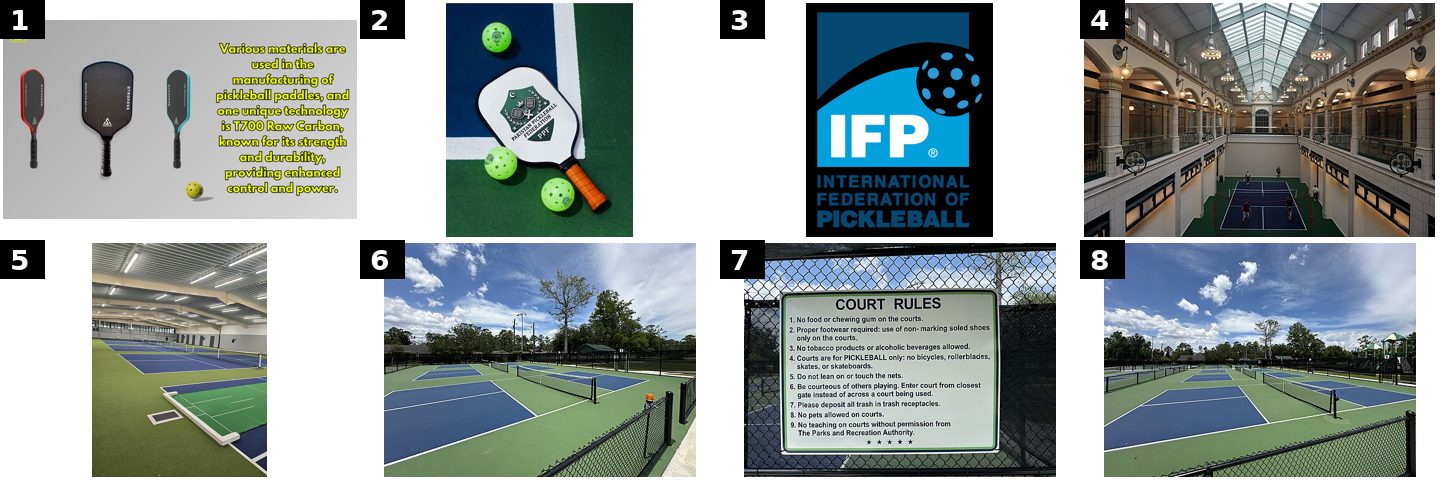 1
Various materials are
used in the
manufacturing of
pickleball paddles, and
one unique technology
is T700 Raw Carbon,
known for its strength
and durability,
providing enhanced
control and power.
2
PAKISTAN PICKLEBALL
FEDERATION
PPF
3
IFP®
INTERNATIONAL
FEDERATION OF
PICKLEBALL
4
5
6
7
COURT RULES
1. No food or chewing gum on the courts.
2. Proper footwear required: use of non- marking soled shoes
only on the courts.
3. No tobacco products or alcoholic beverages allowed.
4. Courts are for PICKLEBALL only: no bicycles, rollerblades,
skates, or skateboards.
5. Do not lean on or touch the nets.
6. Be courteous of others playing. Enter court from closest
gate instead of across a court being used.
7. Please deposit all trash in trash receptacles.
8. No pets allowed on courts.
9. No teaching on courts without permission from
The Parks and Recreation Authority.
8